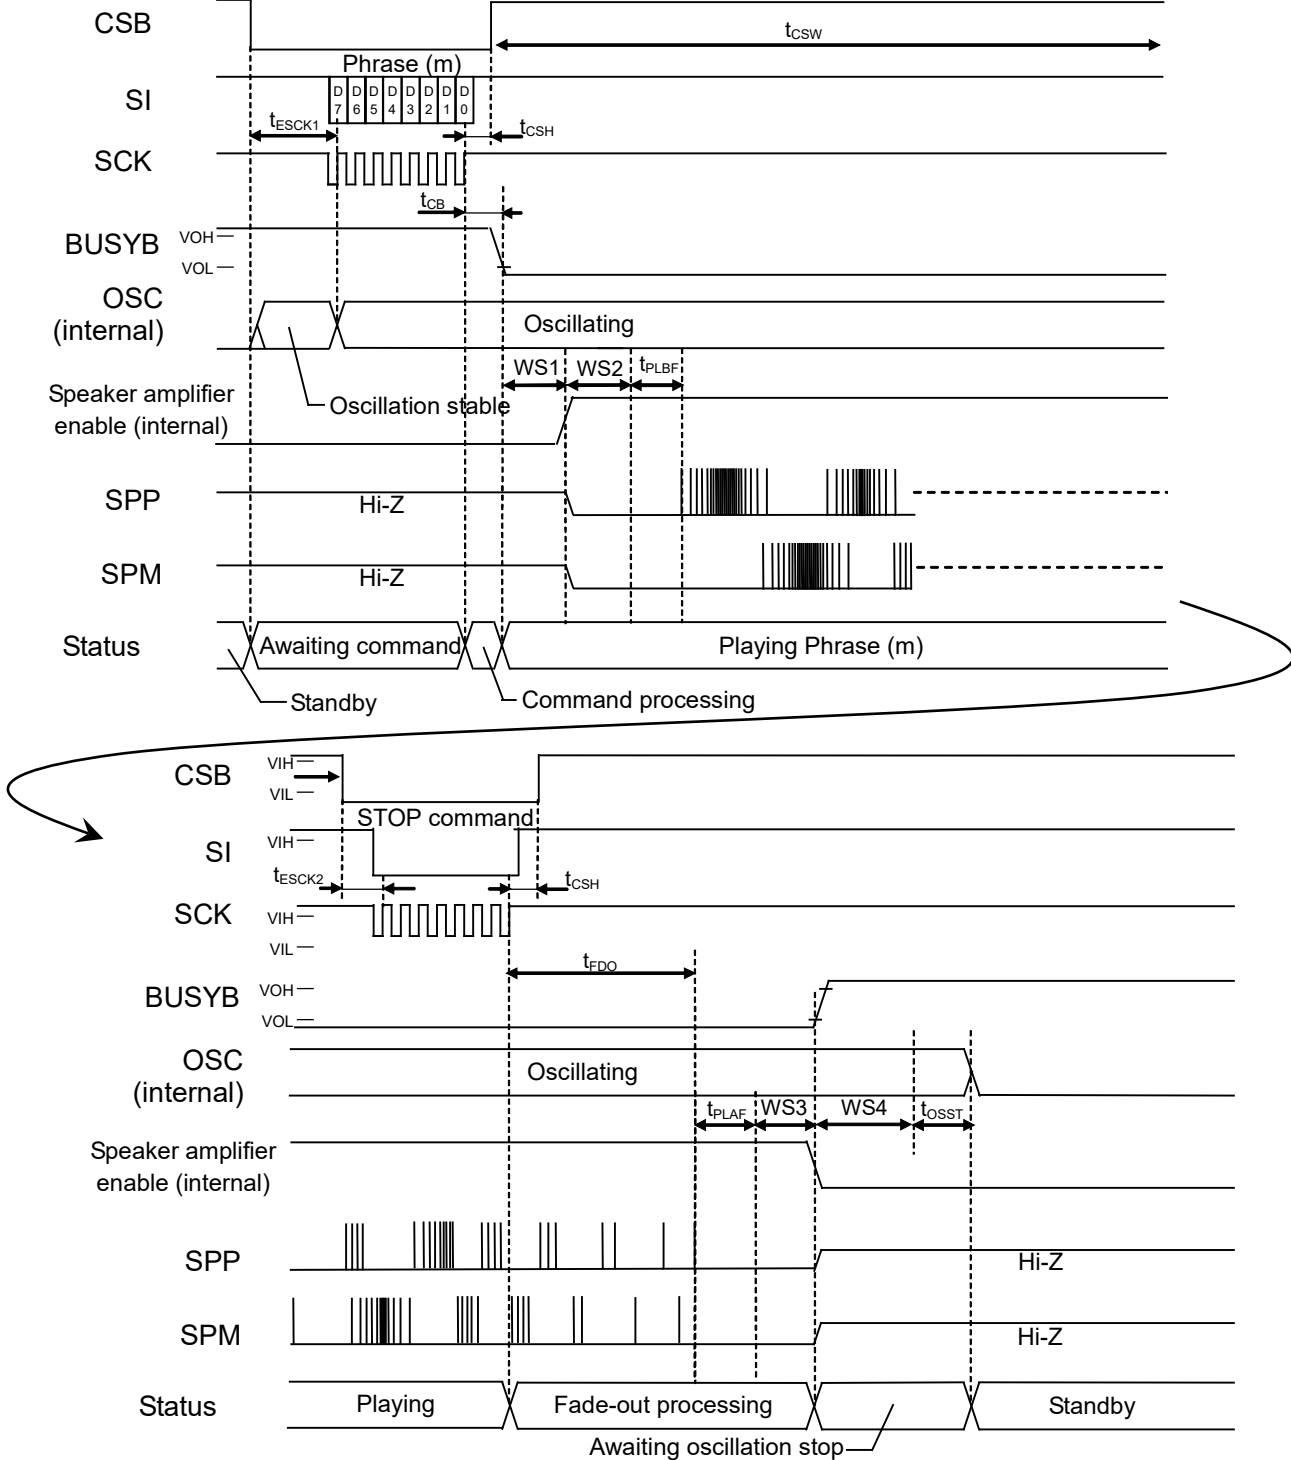 CSB
tCSW
Phrase (m)
SI
D7 D6 D5 D4 D3 D2 D1 D0
tESCK1
tCSH
SCK
tCB
BUSYB
VOH
VOL
OSC
(internal)
Oscillating
WS1 WS2 tPLBF
Speaker amplifier
enable (internal)
Oscillation stable
SPP
Hi-Z
SPM
Hi-Z
Status
Awaiting command
Playing Phrase (m)
Standby
Command processing
CSB
VIH
VIL
STOP command
SI
VIH
tESCK2
tCSH
SCK
VIH
VIL
tFDO
BUSYB
VOH
VOL
OSC
(internal)
Oscillating
tPLAF WS3 WS4 tOSST
Speaker amplifier
enable (internal)
SPP
Hi-Z
SPM
Hi-Z
Status
Playing
Fade-out processing
Standby
Awaiting oscillation stop